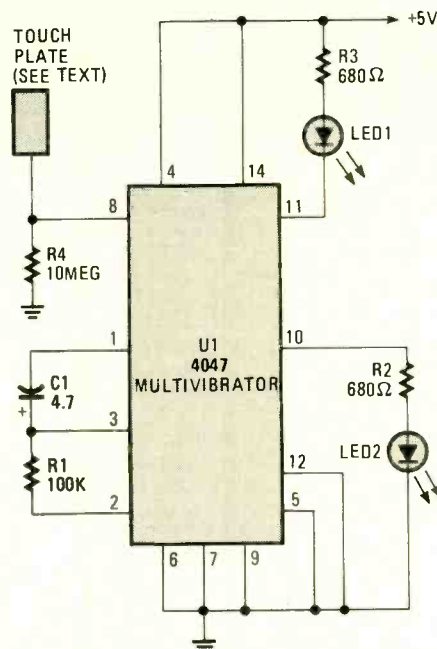 TOUCH
PLATE
(SEE TEXT)
+5V
R3
680Ω
LED1
4
14
8
11
R4
10MEG
1
U1
4047
MULTIVIBRATOR
10
C1
4.7
+
R2
680Ω
3
12
LED2
R1
100K
5
2
6
7
9